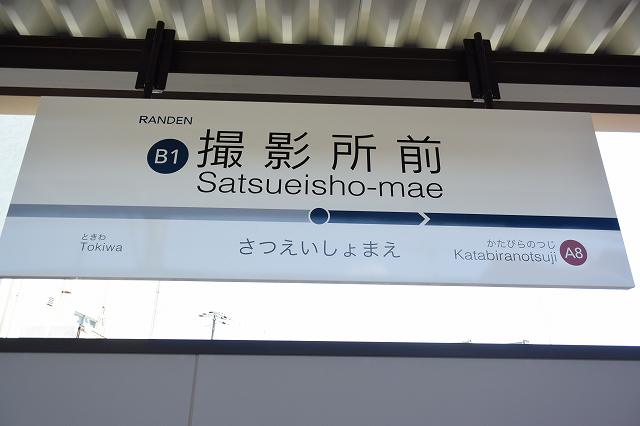 RANDEN
B1 撮影所前
Satsueisho-mae
ときわ
Tokiwa
さつえいしょまえ
かたびらのつじ
Katabiranotsuji A8